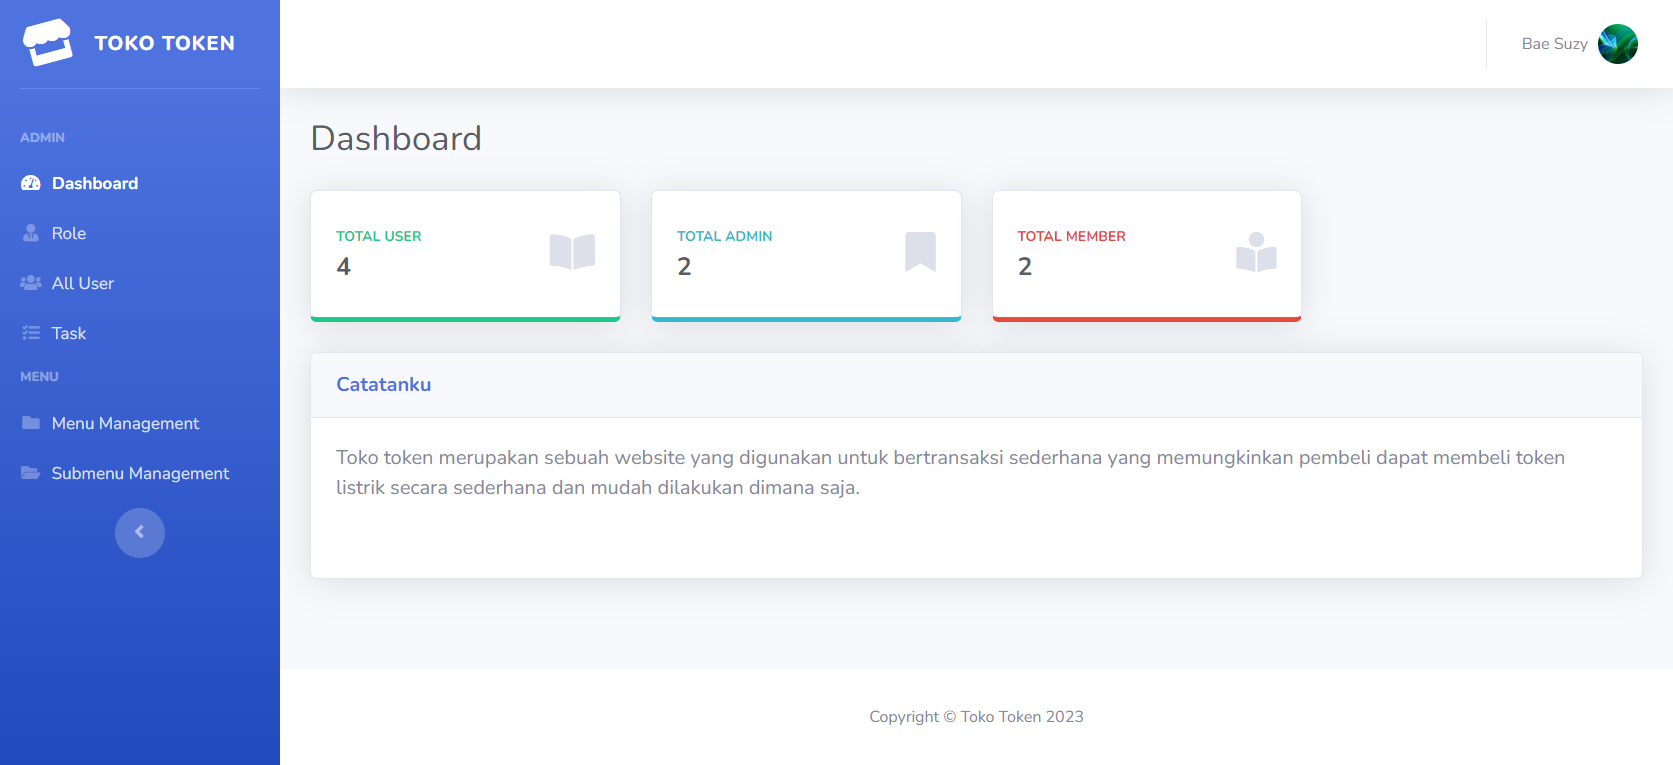 TOKO TOKEN
ADMIN
Dashboard
Role
All User
Task
MENU
Menu Management
Submenu Management
Bae Suzy
Dashboard
TOTAL USER
4
TOTAL ADMIN
2
TOTAL MEMBER
2
Catatanku
Toko token merupakan sebuah website yang digunakan untuk bertransaksi sederhana yang memungkinkan pembeli dapat membeli token
listrik secara sederhana dan mudah dilakukan dimana saja.
Copyright © Toko Token 2023